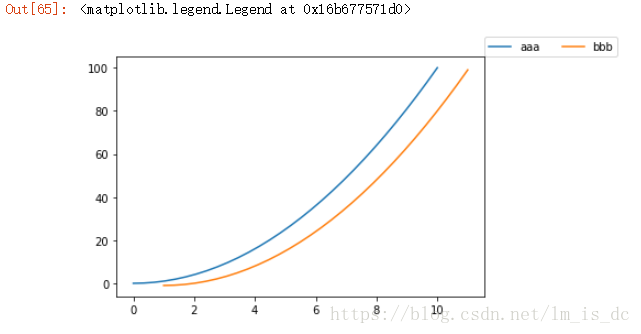 Out[65]: <matplotlib.legend.Legend at 0x16b677571d0>
aaa bbb
100
80
60
40
20
0
0 2 4 6 8 10
https://blog.csdn.net/lm_is_dc